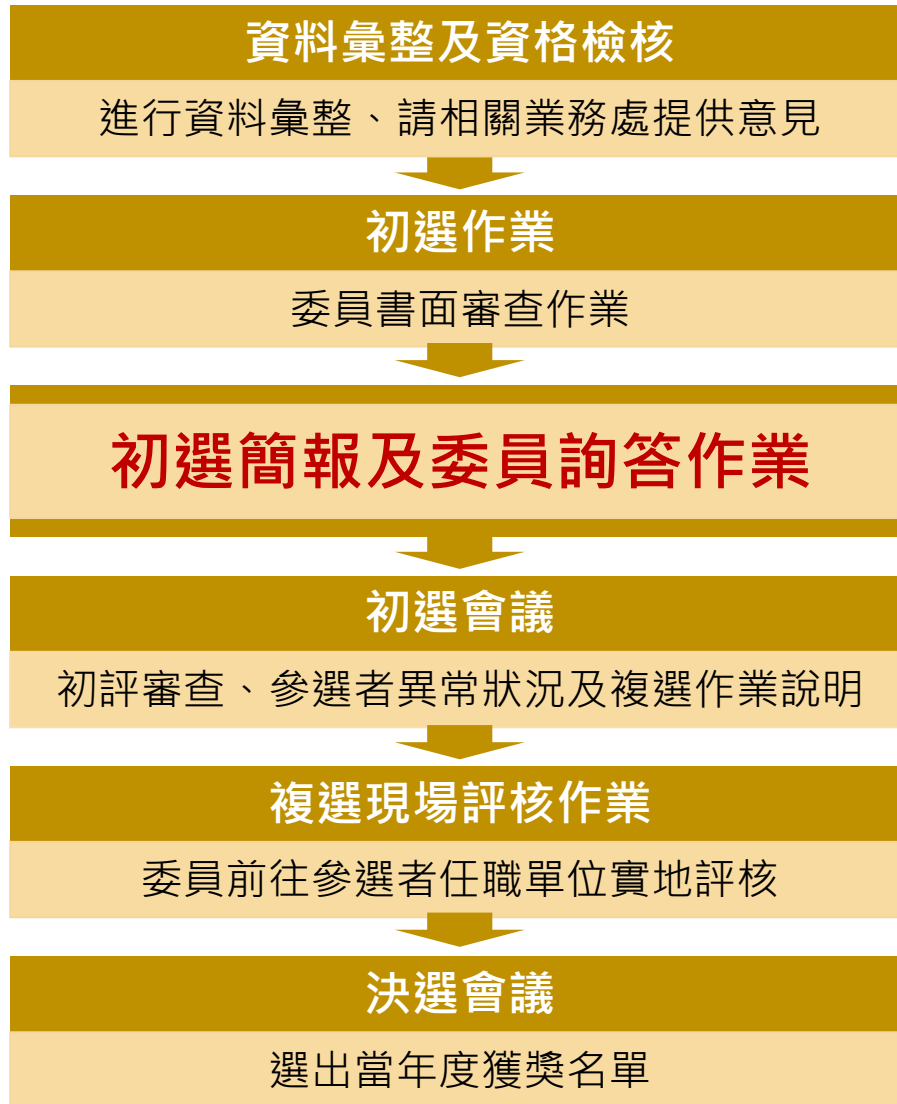 資料彙整及資格檢核
進行資料彙整、請相關業務處提供意見
初選作業
委員書面審查作業
初選簡報及委員詢答作業
初選會議
初評審查、參選者異常狀況及複選作業說明
複選現場評核作業
委員前往參選者任職單位實地評核
決選會議
選出當年度獲獎名單